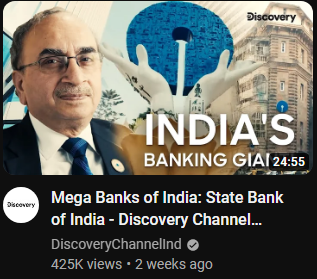 Discovery
INDIA'S
BANKING GIA
24:55
Discovery
Mega Banks of India: State Bank
of India - Discovery Channel...
DiscoveryChannelInd
425K views • 2 weeks ago